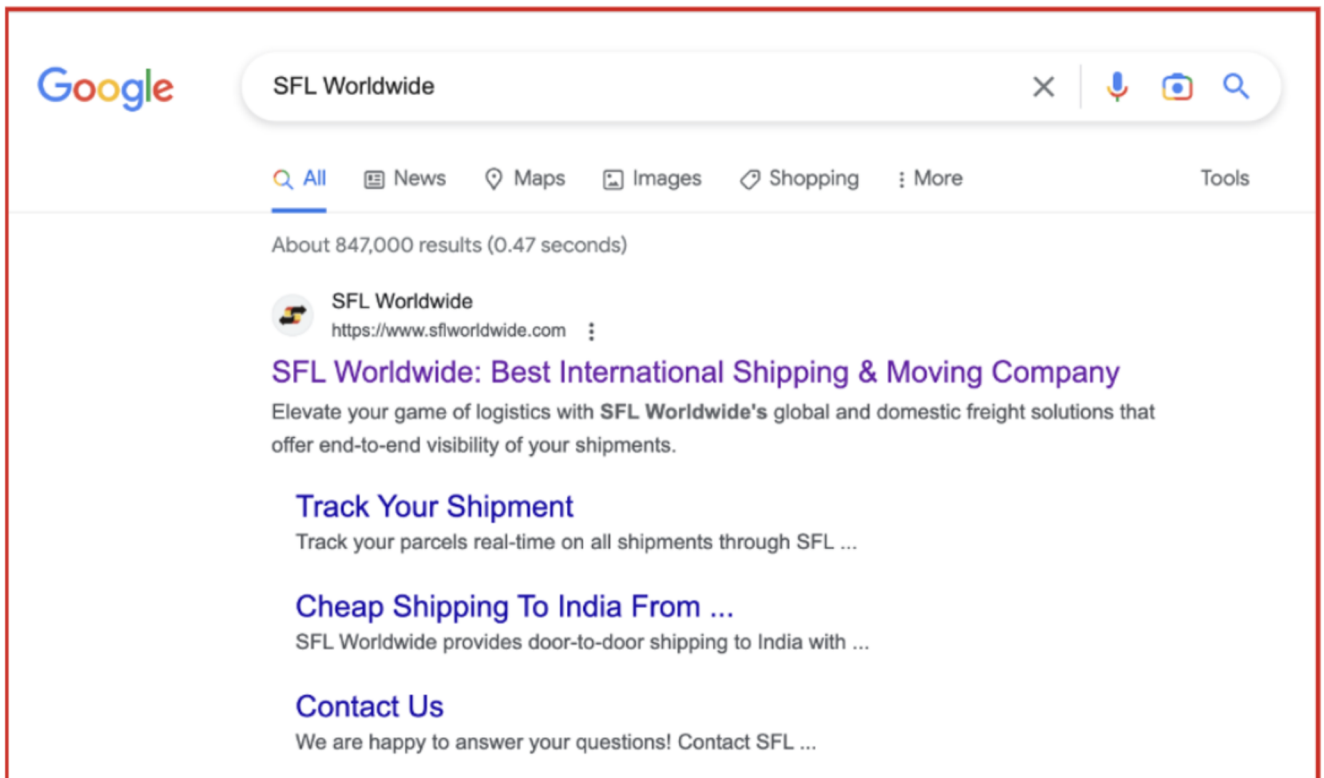 Google
SFL Worldwide
All News Maps Images Shopping More Tools
About 847,000 results (0.47 seconds)
SFL Worldwide
https://www.sflworldwide.com
SFL Worldwide: Best International Shipping & Moving Company
Elevate your game of logistics with SFL Worldwide's global and domestic freight solutions that
offer end-to-end visibility of your shipments.
Track Your Shipment
Track your parcels real-time on all shipments through SFL ...
Cheap Shipping To India From ...
SFL Worldwide provides door-to-door shipping to India with ...
Contact Us
We are happy to answer your questions! Contact SFL ...